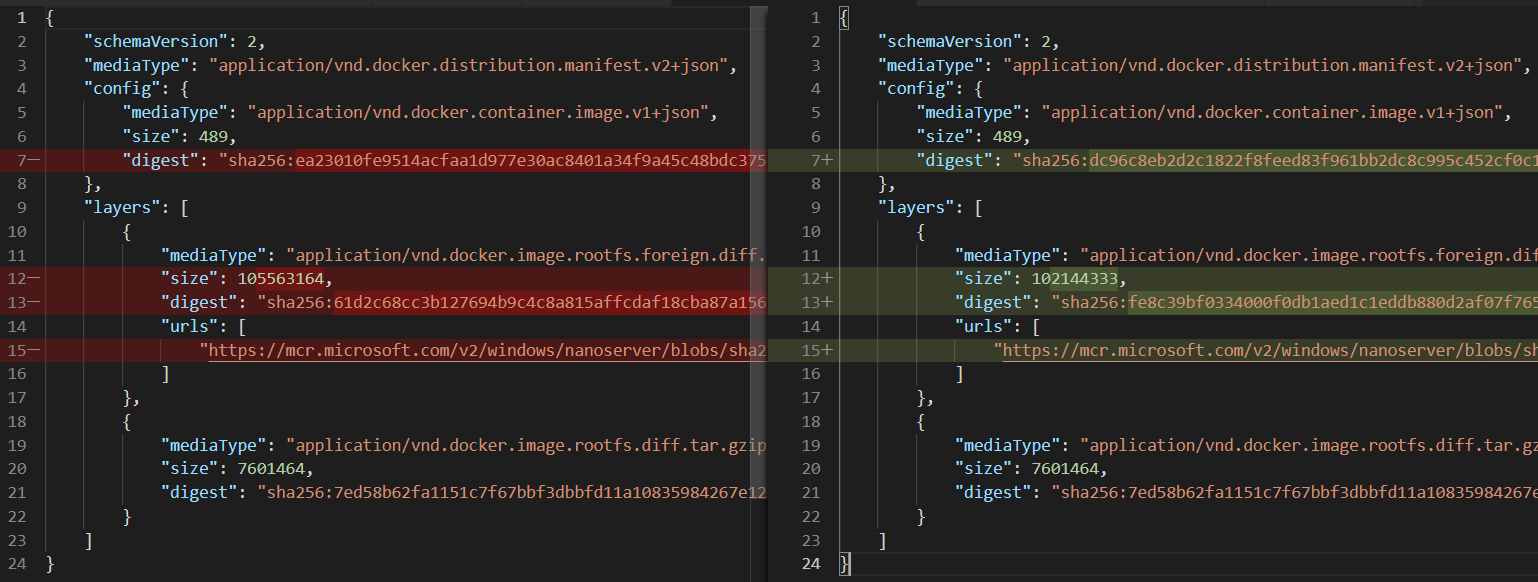 1 {
2 "schemaVersion": 2,
3 "mediaType": "application/vnd.docker.distribution.manifest.v2+json",
4 "config": {
5 "mediaType": "application/vnd.docker.container.image.v1+json",
6 "size": 489,
7− "digest": "sha256:ea23010fe9514acfaa1d977e30ac8401a34f9a45c48bdc375
8 },
9 "layers": [
10 {
11 "mediaType": "application/vnd.docker.image.rootfs.foreign.diff.
12− "size": 105563164,
13− "digest": "sha256:61d2c68cc3b127694b9c4c8a815affcdaf18cba87a156
14 "urls": [
15− "https://mcr.microsoft.com/v2/windows/nanoserver/blobs/sha2
16 ]
17 },
18 {
19 "mediaType": "application/vnd.docker.image.rootfs.diff.tar.gzip
20 "size": 7601464,
21 "digest": "sha256:7ed58b62fa1151c7f67bbf3dbbfd11a10835984267e12
22 }
23 ]
24 }
1 {
2 "schemaVersion": 2,
3 "mediaType": "application/vnd.docker.distribution.manifest.v2+json",
4 "config": {
5 "mediaType": "application/vnd.docker.container.image.v1+json",
6 "size": 489,
7+ "digest": "sha256:dc96c8eb2d2c1822f8feed83f961bb2dc8c995c452cf0c1
8 },
9 "layers": [
10 {
11 "mediaType": "application/vnd.docker.image.rootfs.foreign.dif
12+ "size": 102144333,
13+ "digest": "sha256:fe8c39bf0334000f0db1aed1c1eddb880d2af07f765
14 "urls": [
15+ "https://mcr.microsoft.com/v2/windows/nanoserver/blobs/sh
16 ]
17 },
18 {
19 "mediaType": "application/vnd.docker.image.rootfs.diff.tar.gz
20 "size": 7601464,
21 "digest": "sha256:7ed58b62fa1151c7f67bbf3dbbfd11a10835984267e
22 }
23 ]
24 }